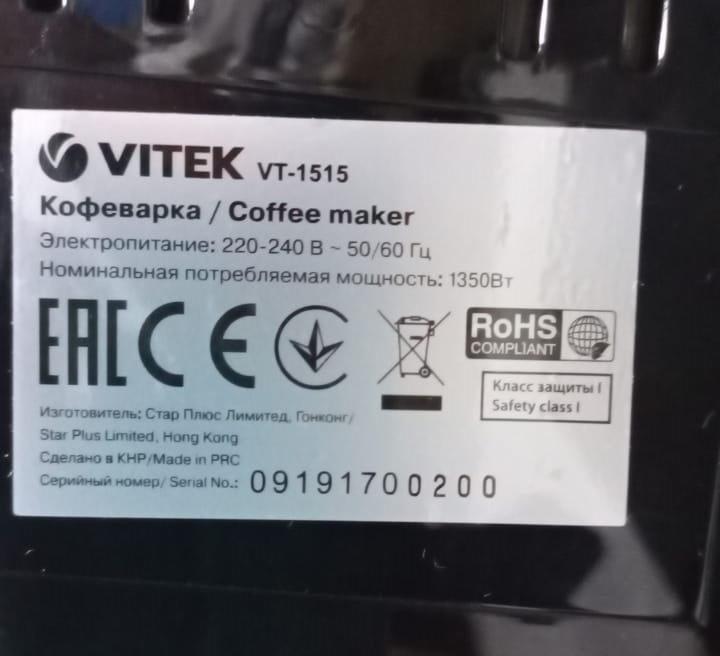 VITEK VT-1515
Кофеварка / Coffee maker
Электропитание: 220-240 В ~ 50/60 Гц
Номинальная потребляемая мощность: 1350Вт
EAC CE
RoHS
COMPLIANT
Класс защиты I
Safety class I
Изготовитель: Стар Плюс Лимитед, Гонконг/
Star Plus Limited, Hong Kong
Сделано в КНР/Made in PRC
Серийный номер/ Serial No.: 09191700200